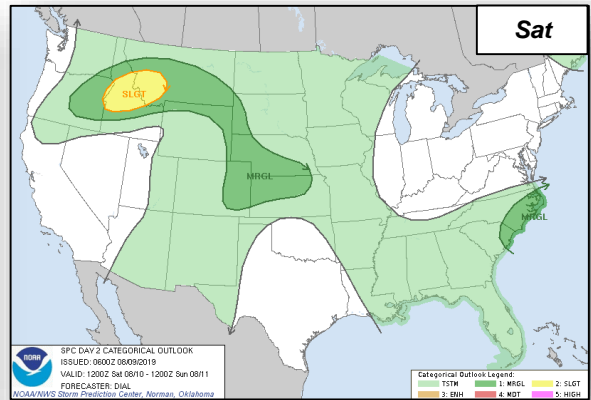 Sat
SLGT
MRGL
MRGL
SPC DAY 2 CATEGORICAL OUTLOOK
ISSUED: 0600Z 08/09/2019
VALID: 1200Z Sat 08/10 - 1200Z Sun 08/11
FORECASTER: DIAL
NOAA/NWS Storm Prediction Center, Norman, Oklahoma
NOAA
Categorical Outlook Legend:
TSTM 1: MRGL 2: SLGT
3: ENH 4: MDT 5: HIGH